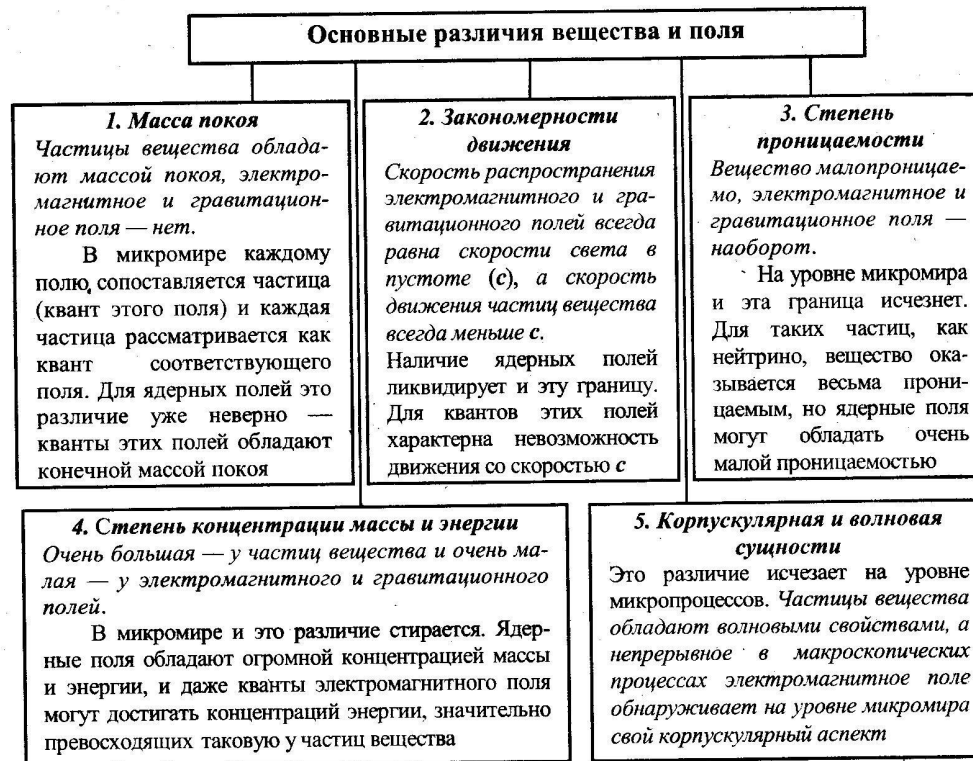 Основные различия вещества и поля
1. Масса покоя
Частицы вещества облада-
ют массой покоя, электро-
магнитное и гравитацион-
ное поля — нет.
В микромире каждому
полю, сопоставляется частица
(квант этого поля) и каждая
частица рассматривается как
квант соответствующего
поля. Для ядерных полей это
различие уже неверно —
кванты этих полей обладают
конечной массой покоя
2. Закономерности
движения
Скорость распространения
электромагнитного и гра-
витационного полей всегда
равна скорости света в
пустоте (с), а скорость
движения частиц вещества
всегда меньше с.
Наличие ядерных полей
ликвидирует и эту границу.
Для квантов этих полей
характерна невозможность
движения со скоростью с
3. Степень
проницаемости
Вещество малопроницае-
мо, электромагнитное и
гравитационное поля —
наоборот.
На уровне микромира
и эта граница исчезнет.
Для таких частиц, как
нейтрино, вещество ока-
зывается весьма прони-
цаемым, но ядерные поля
могут обладать очень
малой проницаемостью
4. Степень концентрации массы и энергии
Очень большая — у частиц вещества и очень ма-
лая — у электромагнитного и гравитационного
полей.
В микромире и это различие стирается. Ядер-
ные поля обладают огромной концентрацией массы
и энергии, и даже кванты электромагнитного поля
могут достигать концентраций энергии, значительно
превосходящих таковую у частиц вещества
5. Корпускулярная и волновая
сущности
Это различие исчезает на уровне
микропроцессов. Частицы вещества
обладают волновыми свойствами, а
непрерывное в макроскопических
процессах электромагнитное поле
обнаруживает на уровне микромира
свой корпускулярный аспект